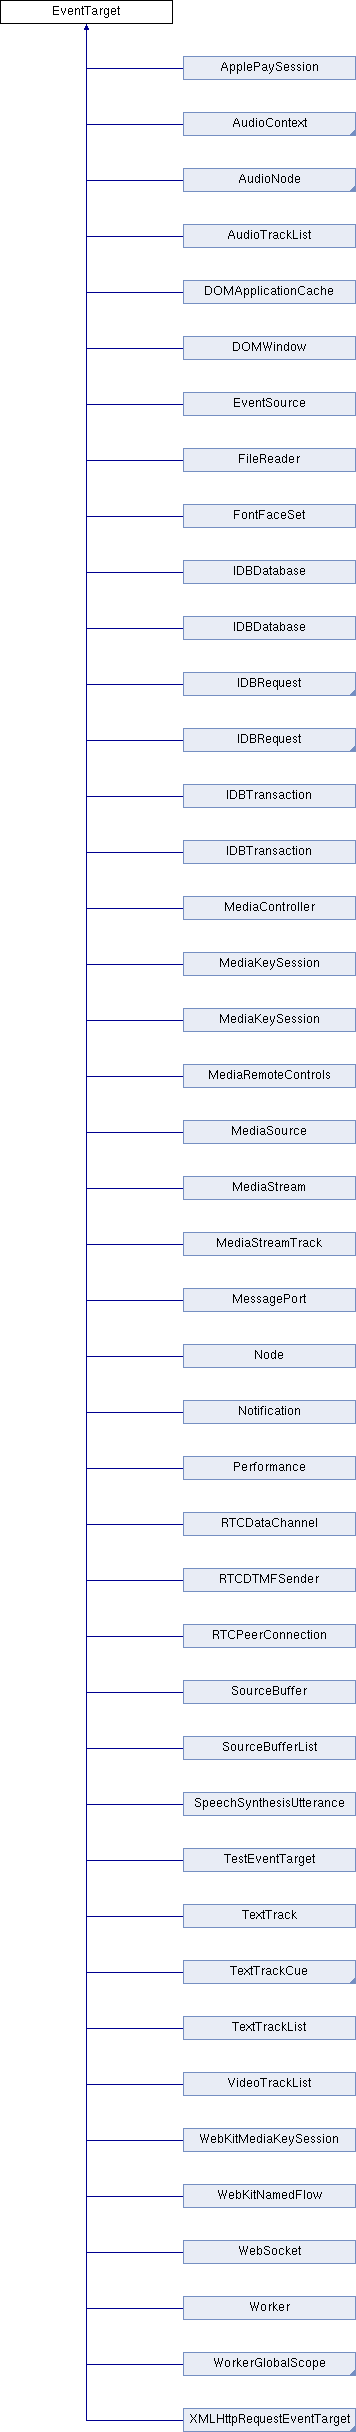 EventTarget
ApplePaySession
AudioContext
AudioNode
AudioTrackList
DOMApplicationCache
DOMWindow
EventSource
FileReader
FontFaceSet
IDBDatabase
IDBDatabase
IDBRequest
IDBRequest
IDBTransaction
IDBTransaction
MediaController
MediaKeySession
MediaKeySession
MediaRemoteControls
MediaSource
MediaStream
MediaStreamTrack
MessagePort
Node
Notification
Performance
RTCDataChannel
RTCDTMFSender
RTCPeerConnection
SourceBuffer
SourceBufferList
SpeechSynthesisUtterance
TestEventTarget
TextTrack
TextTrackCue
TextTrackList
VideoTrackList
WebKitMediaKeySession
WebKitNamedFlow
WebSocket
Worker
WorkerGlobalScope
XMLHttpRequestEventTarget